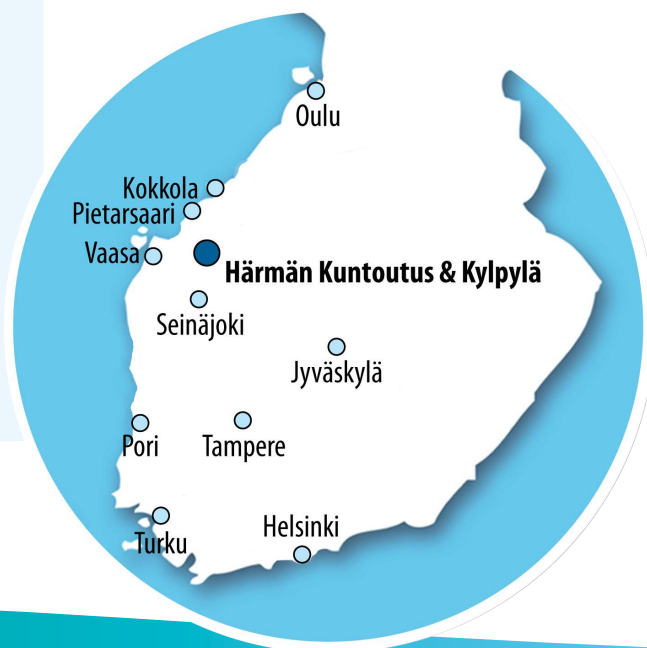 Oulu
Kokkola
Pietarsaari
Vaasa
Härmän Kuntoutus & Kylpylä
Seinäjoki
Jyväskylä
Pori
Tampere
Helsinki
Turku